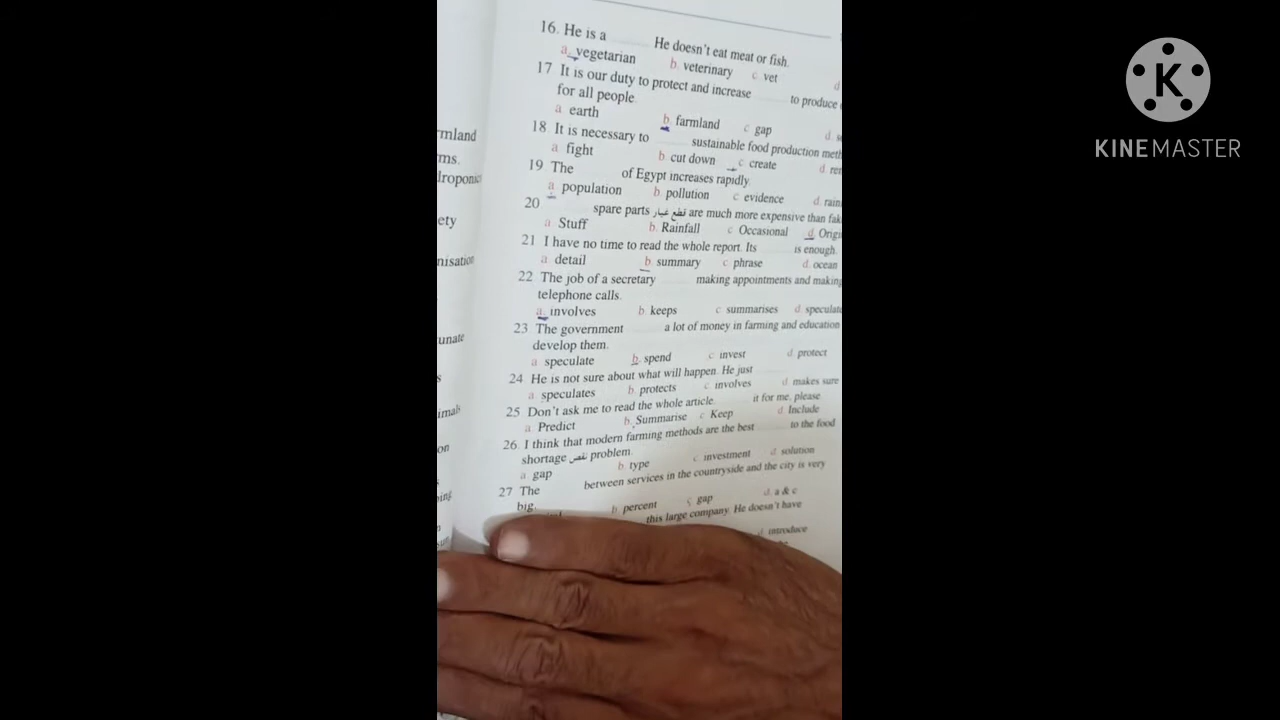 KINEMASTER
16. He is a ........ He doesn't eat meat or fish.
a. vegetarian b. veterinary c. vet d
17 It is our duty to protect and increase ........ to produce
for all people.
a earth b. farmland c gap d.
18 It is necessary to ........ sustainable food production meth
a fight b. cut down c create d.
19 The ........ of Egypt increases rapidly.
a population b. pollution c evidence d. rain
20 ........ spare parts قطع غيار are much more expensive than fak
a Stuff b. Rainfall c Occasional d. Origi
21 I have no time to read the whole report. Its ........ is enough.
a detail b. summary c phrase d. ocean
22 The job of a secretary ........ making appointments and making
telephone calls.
a. involves b keeps c summarises d speculat
23 The government ........ a lot of money in farming and education
develop them.
a speculate b. spend c invest d. protect
24 He is not sure about what will happen. He just ........
a speculates b. protects c involves d. makes sure
25 Don't ask me to read the whole article. ........ it for me, please
a Predict b. Summarise c Keep d Include
26. I think that modern farming methods are the best ........ to the food
shortage نقص problem.
a gap b. type c investment d. solution
27 The ........ between services in the countryside and the city is very
big.
b. percent c gap d. a & c
this large company. He doesn't have
d introduce
rmland
ms.
ety
nisation
unate
s
imals
on
ping